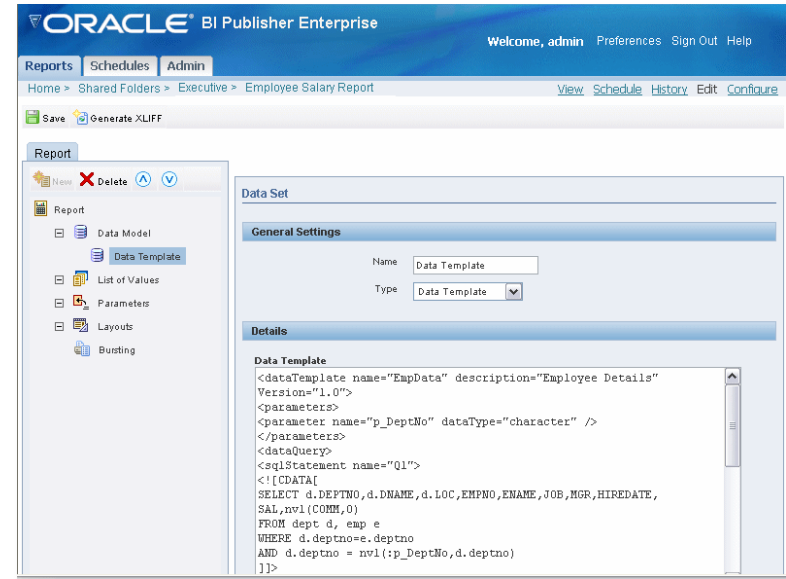 ORACLE BI Publisher Enterprise
Welcome, admin Preferences Sign Out Help
Reports Schedules Admin
Home > Shared Folders > Executive > Employee Salary Report
View Schedule History Edit Configure
Save Generate XLIFF
Report
New Delete
Report
Data Model
Data Template
List of Values
Parameters
Layouts
Bursting
Data Set
General Settings
Name Data Template
Type Data Template
Details
Data Template
<dataTemplate name="EmpData" description="Employee Details"
Version="1.0">
<parameters>
<parameter name="p_DeptNo" dataType="character" />
</parameters>
<dataQuery>
<sqlStatement name="Q1">
<![CDATA[
SELECT d.DEPTNO,d.DNAME,d.LOC,EMPNO,ENAME,JOB,MGR,HIREDATE,
SAL,nvl(COMM,0)
FROM dept d, emp e
WHERE d.deptno=e.deptno
AND d.deptno = nvl(:p_DeptNo,d.deptno)
]]>